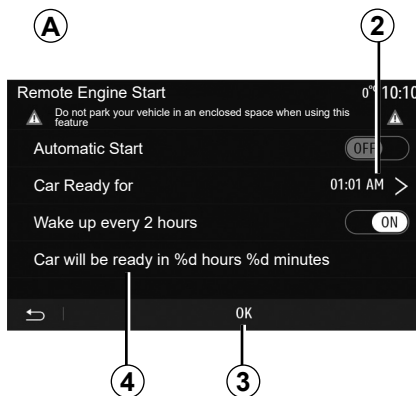 A
2
Remote Engine Start 0° 10:10
Do not park your vehicle in an enclosed space when using this
feature
Automatic Start OFF
Car Ready for 01:01 AM
Wake up every 2 hours ON
Car will be ready in %d hours %d minutes
OK
4 3